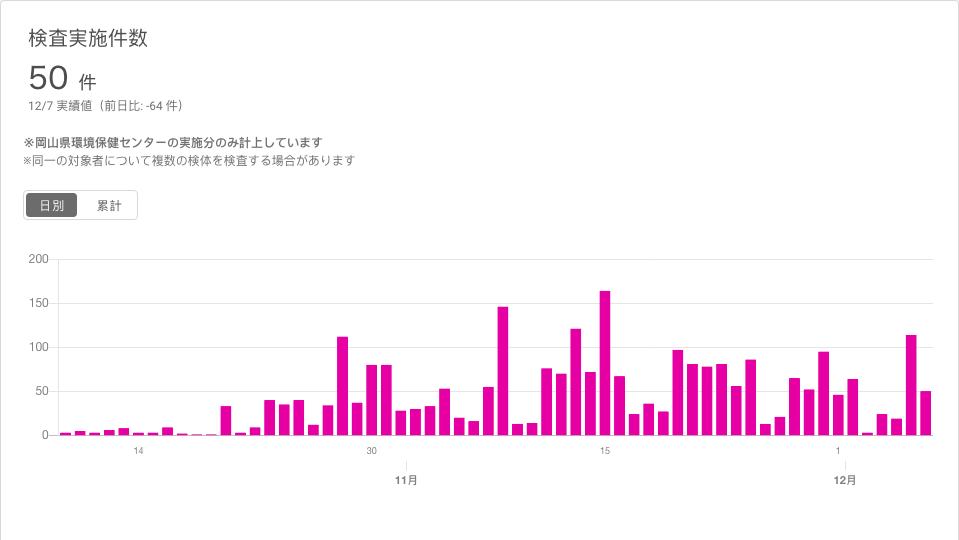 検査実施件数
50 件
12/7 実績値（前日比: -64 件）
※岡山県環境保健センターの実施分のみ計上しています
※同一の対象者について複数の検体を検査する場合があります
日別 累計
200
150
100
50
0
14 30 15 1
11月 12月